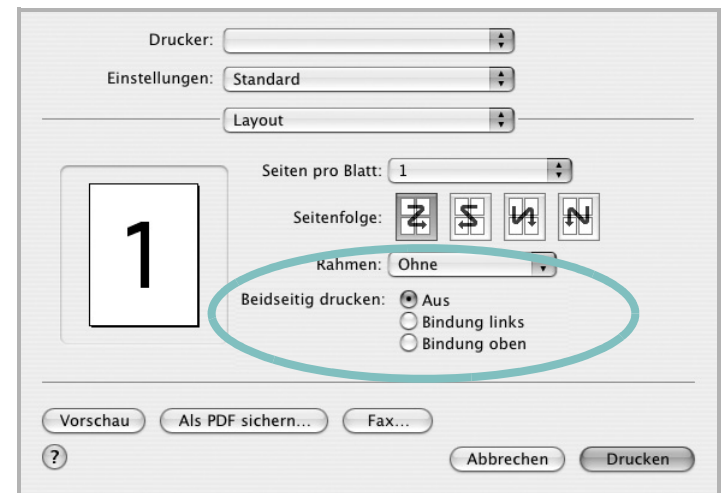 Drucker:
Einstellungen: Standard
Layout
Seiten pro Blatt: 1
Seitenfolge:
1
Rahmen: Ohne
Beidseitig drucken: Aus
Bindung links
Bindung oben
Vorschau Als PDF sichern... Fax...
? Abbrechen Drucken